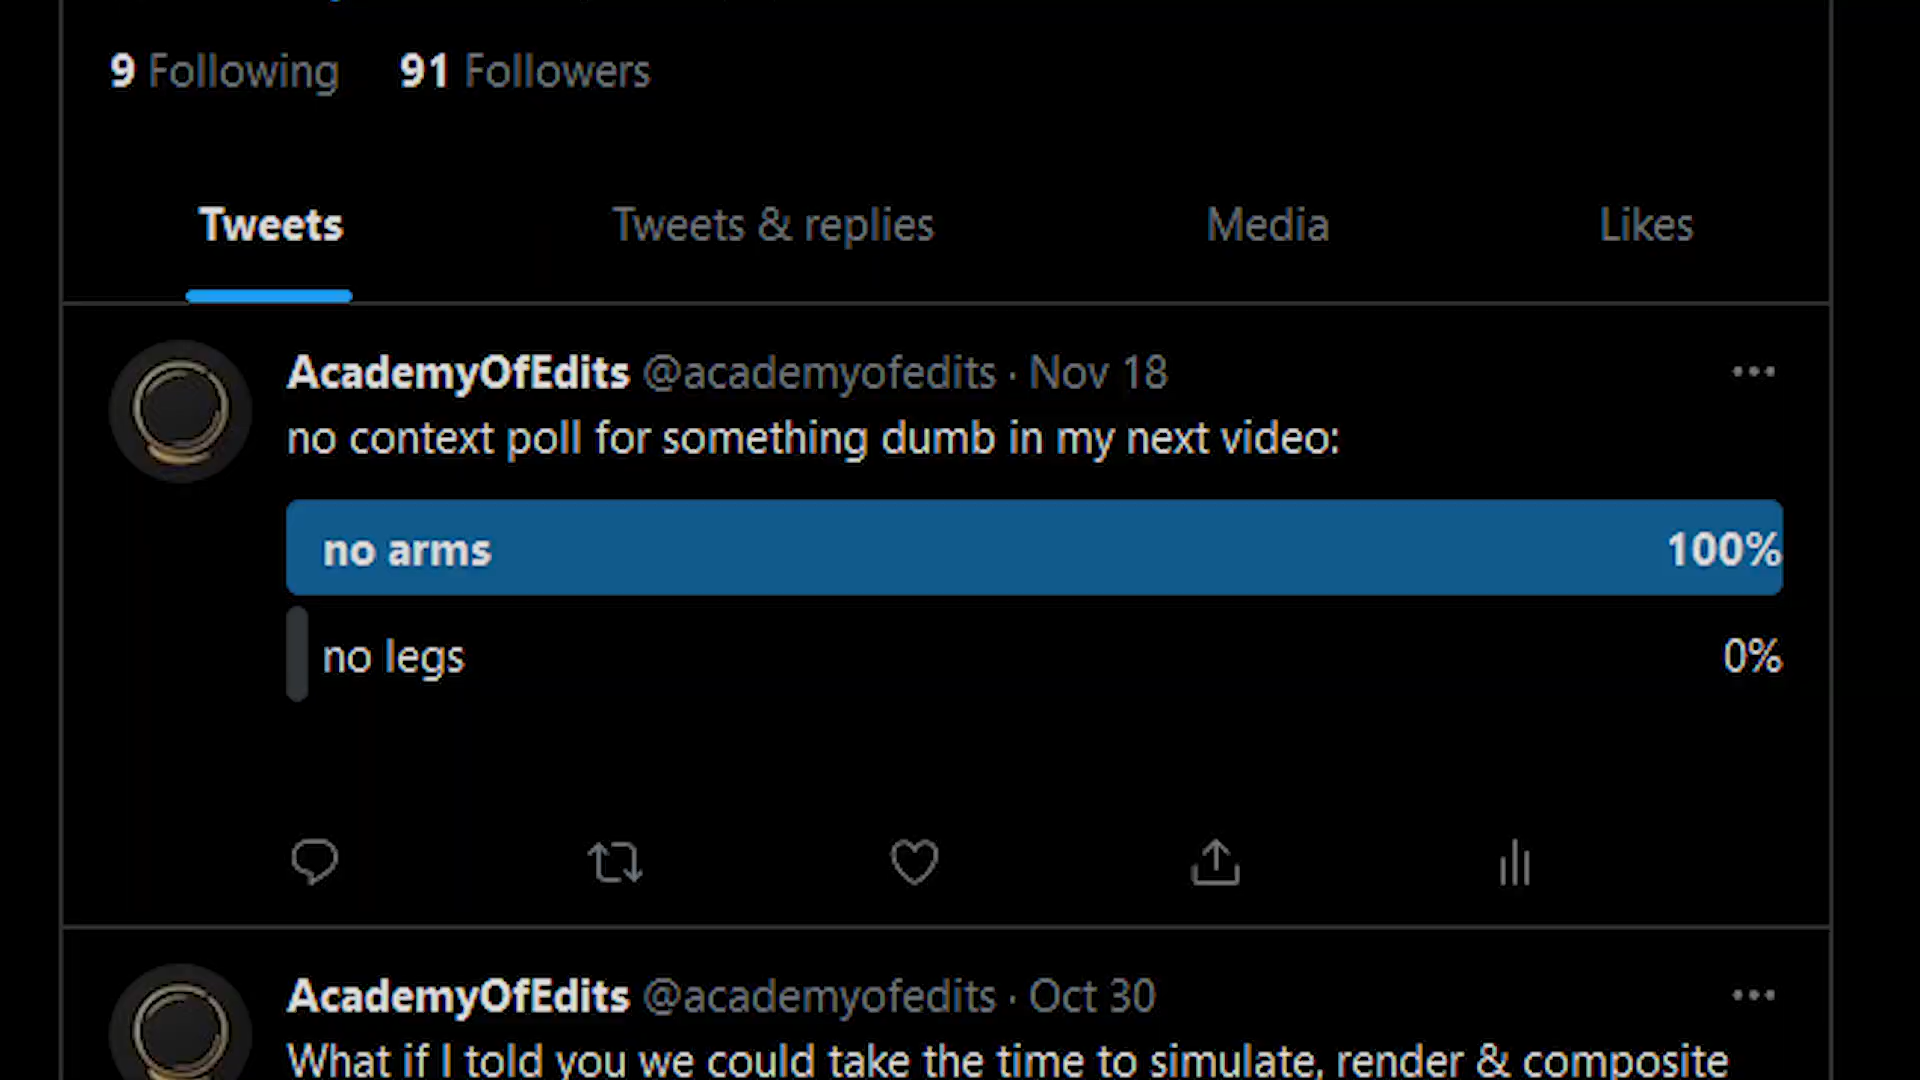 9 Following 91 Followers
Tweets Tweets & replies Media Likes
AcademyOfEdits @academyofedits · Nov 18
no context poll for something dumb in my next video:
no arms 100%
no legs 0%
AcademyOfEdits @academyofedits · Oct 30
What if I told you we could take the time to simulate, render & composite